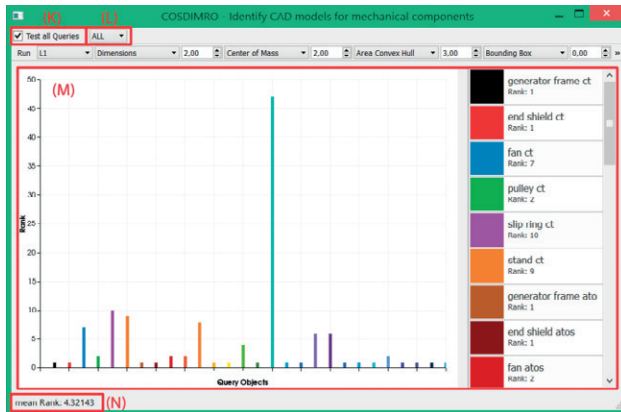 (K) (L)
COSDIMRO - Identify CAD models for mechanical components
Test all Queries ALL
Run L1 Dimensions 2,00 Center of Mass 2,00 Area Convex Hull 3,00 Bounding Box 0,00 »
(M)
50
45
40
35
30
25
20
15
10
5
0
Rank
Query Objects
generator frame ct
Rank: 1
end shield ct
Rank: 1
fan ct
Rank: 7
pulley ct
Rank: 2
slip ring ct
Rank: 10
stand ct
Rank: 9
generator frame ato
Rank: 1
end shield atos
Rank: 1
fan atos
Rank: 2
mean Rank: 4.32143 (N)